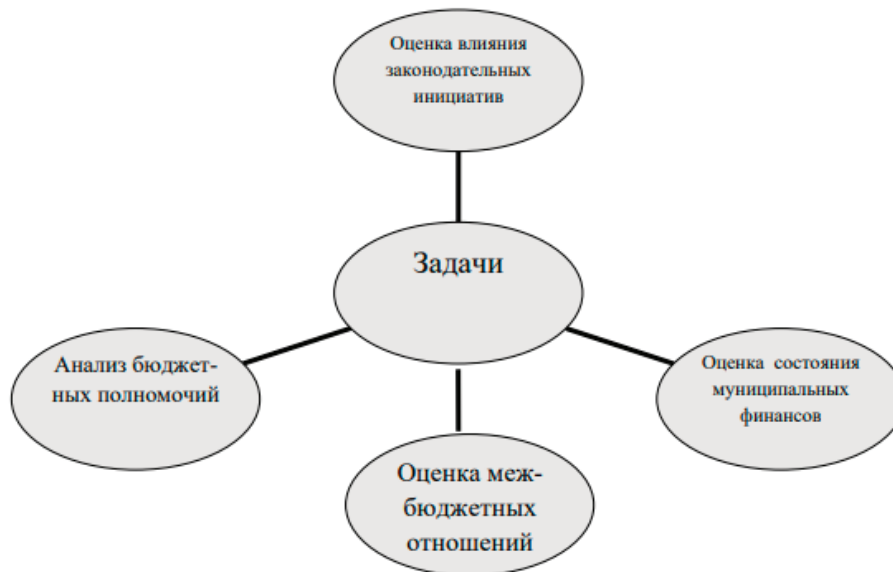 Оценка влияния
законодательных
инициатив
Задачи
Анализ бюджет-
ных полномочий
Оценка состояния
муниципальных
финансов
Оценка меж-
бюджетных
отношений